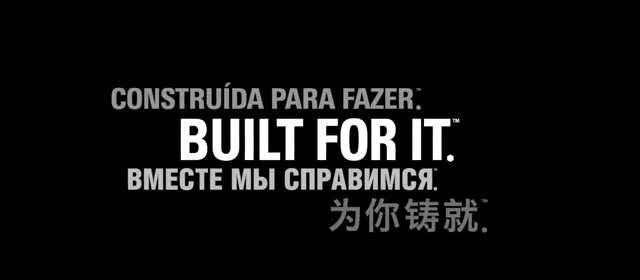 CONSTRUÍDA PARA FAZER.™
BUILT FOR IT.™
ВМЕСТЕ МЫ СПРАВИМСЯ.™
为你铸就.™